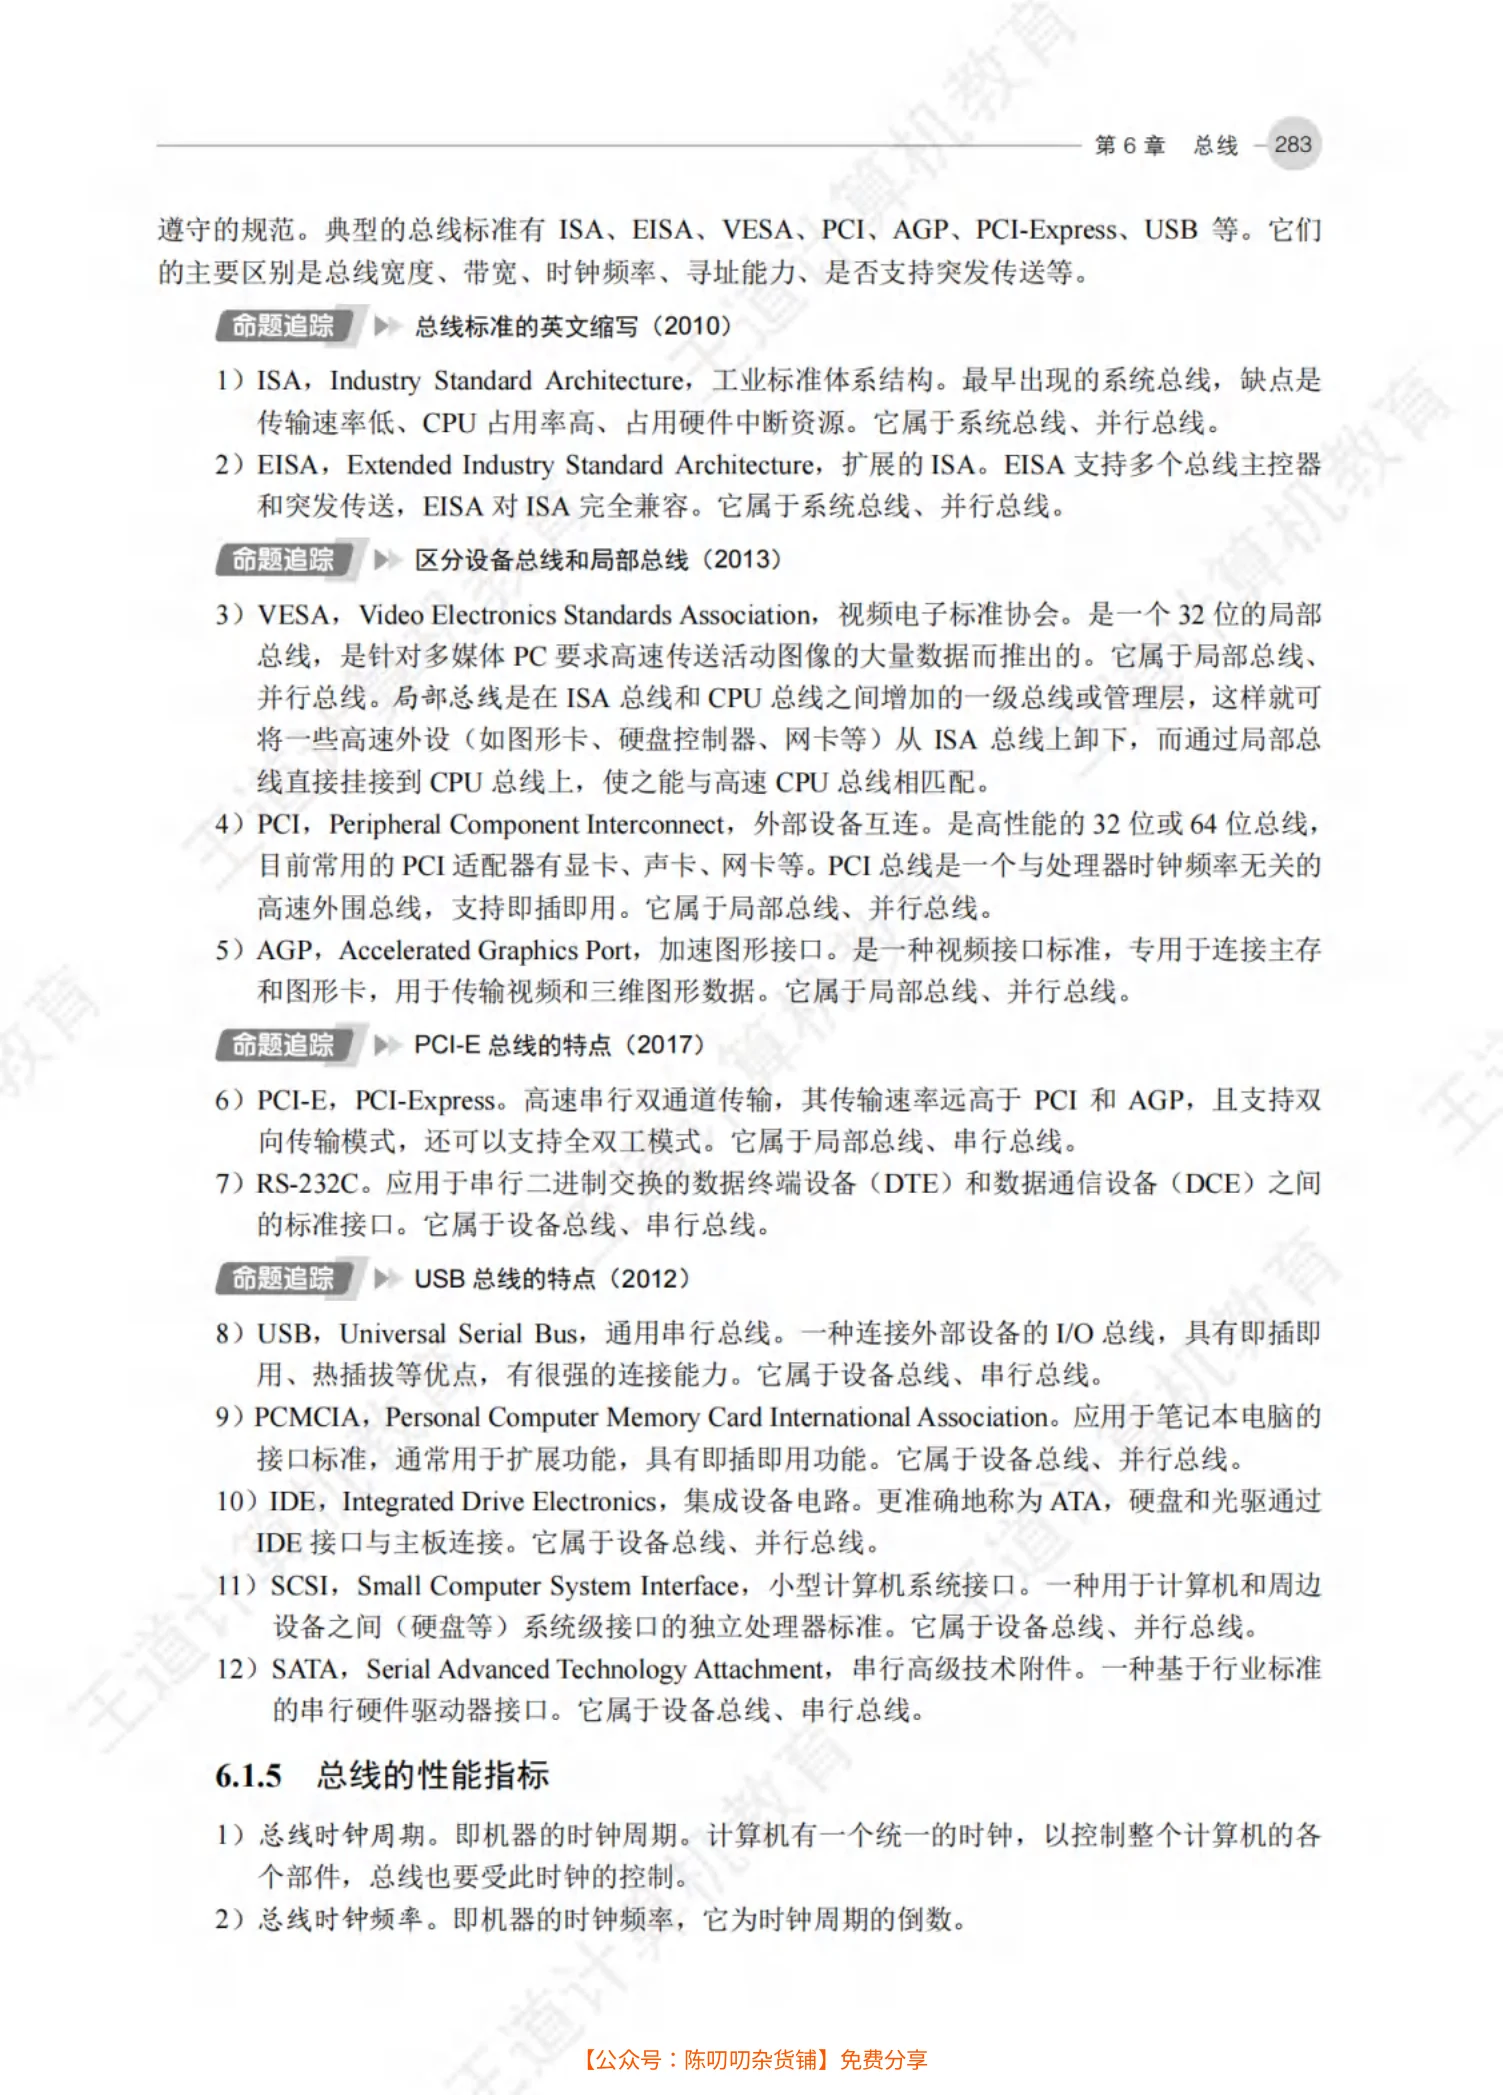 第 6 章 总线 283
遵守的规范。典型的总线标准有 ISA、EISA、VESA、PCI、AGP、PCI-Express、USB 等。它们
的主要区别是总线宽度、带宽、时钟频率、寻址能力、是否支持突发传送等。
命题追踪 总线标准的英文缩写（2010）
1）ISA，Industry Standard Architecture，工业标准体系结构。最早出现的系统总线，缺点是
传输速率低、CPU 占用率高、占用硬件中断资源。它属于系统总线、并行总线。
2）EISA，Extended Industry Standard Architecture，扩展的 ISA。EISA 支持多个总线主控器
和突发传送，EISA 对 ISA 完全兼容。它属于系统总线、并行总线。
命题追踪 区分设备总线和局部总线（2013）
3）VESA，Video Electronics Standards Association，视频电子标准协会。是一个 32 位的局部
总线，是针对多媒体 PC 要求高速传送活动图像的大量数据而推出的。它属于局部总线、
并行总线。局部总线是在 ISA 总线和 CPU 总线之间增加的一级总线或管理层，这样就可
将一些高速外设（如图形卡、硬盘控制器、网卡等）从 ISA 总线上卸下，而通过局部总
线直接挂接到 CPU 总线上，使之能与高速 CPU 总线相匹配。
4）PCI，Peripheral Component Interconnect，外部设备互连。是高性能的 32 位或 64 位总线，
目前常用的 PCI 适配器有显卡、声卡、网卡等。PCI 总线是一个与处理器时钟频率无关的
高速外围总线，支持即插即用。它属于局部总线、并行总线。
5）AGP，Accelerated Graphics Port，加速图形接口。是一种视频接口标准，专用于连接主存
和图形卡，用于传输视频和三维图形数据。它属于局部总线、并行总线。
命题追踪 PCI-E 总线的特点（2017）
6）PCI-E，PCI-Express。高速串行双通道传输，其传输速率远高于 PCI 和 AGP，且支持双
向传输模式，还可以支持全双工模式。它属于局部总线、串行总线。
7）RS-232C。应用于串行二进制交换的数据终端设备（DTE）和数据通信设备（DCE）之间
的标准接口。它属于设备总线、串行总线。
命题追踪 USB 总线的特点（2012）
8）USB，Universal Serial Bus，通用串行总线。一种连接外部设备的 I/O 总线，具有即插即
用、热插拔等优点，有很强的连接能力。它属于设备总线、串行总线。
9）PCMCIA，Personal Computer Memory Card International Association。应用于笔记本电脑的
接口标准，通常用于扩展功能，具有即插即用功能。它属于设备总线、并行总线。
10）IDE，Integrated Drive Electronics，集成设备电路。更准确地称为 ATA，硬盘和光驱通过
IDE 接口与主板连接。它属于设备总线、并行总线。
11）SCSI，Small Computer System Interface，小型计算机系统接口。一种用于计算机和周边
设备之间（硬盘等）系统级接口的独立处理器标准。它属于设备总线、并行总线。
12）SATA，Serial Advanced Technology Attachment，串行高级技术附件。一种基于行业标准
的串行硬件驱动器接口。它属于设备总线、串行总线。
6.1.5 总线的性能指标
1）总线时钟周期。即机器的时钟周期。计算机有一个统一的时钟，以控制整个计算机的各
个部件，总线也要受此时钟的控制。
2）总线时钟频率。即机器的时钟频率，它为时钟周期的倒数。
【公众号：陈叨叨杂货铺】免费分享
王道计算机教育